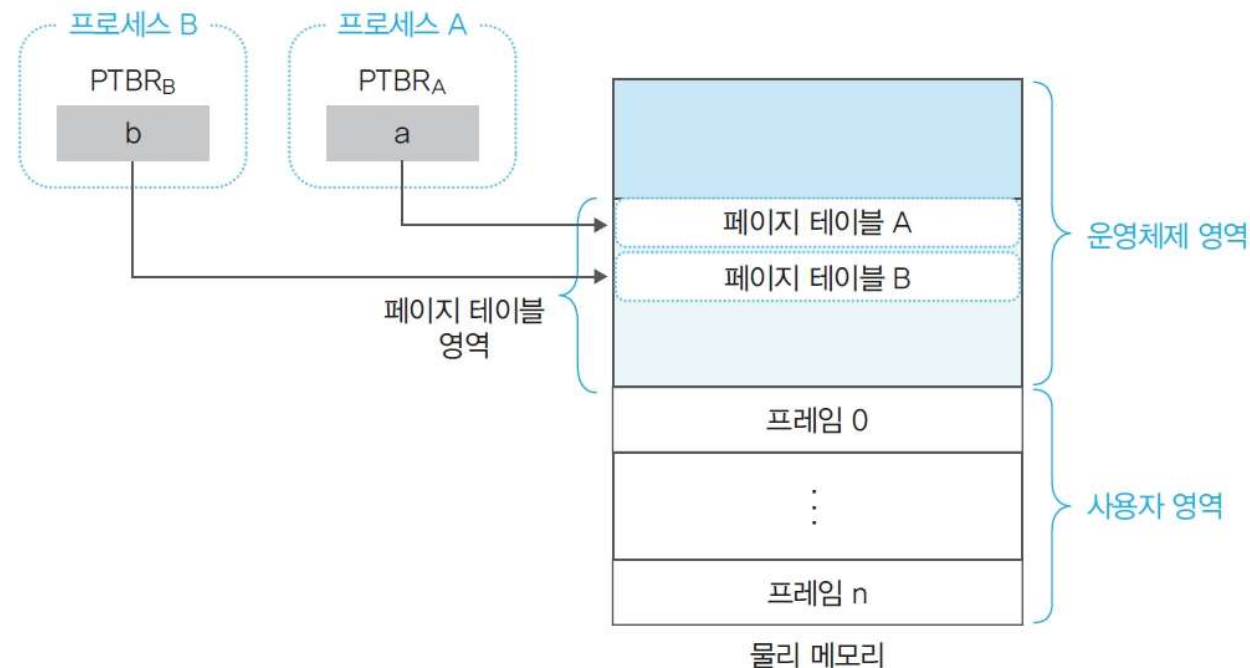 프로세스 B
프로세스 A
PTBRB
PTBRA
b
a
페이지 테이블 A
페이지 테이블 B
운영체제 영역
페이지 테이블
영역
프레임 0
⋮
사용자 영역
프레임 n
물리 메모리